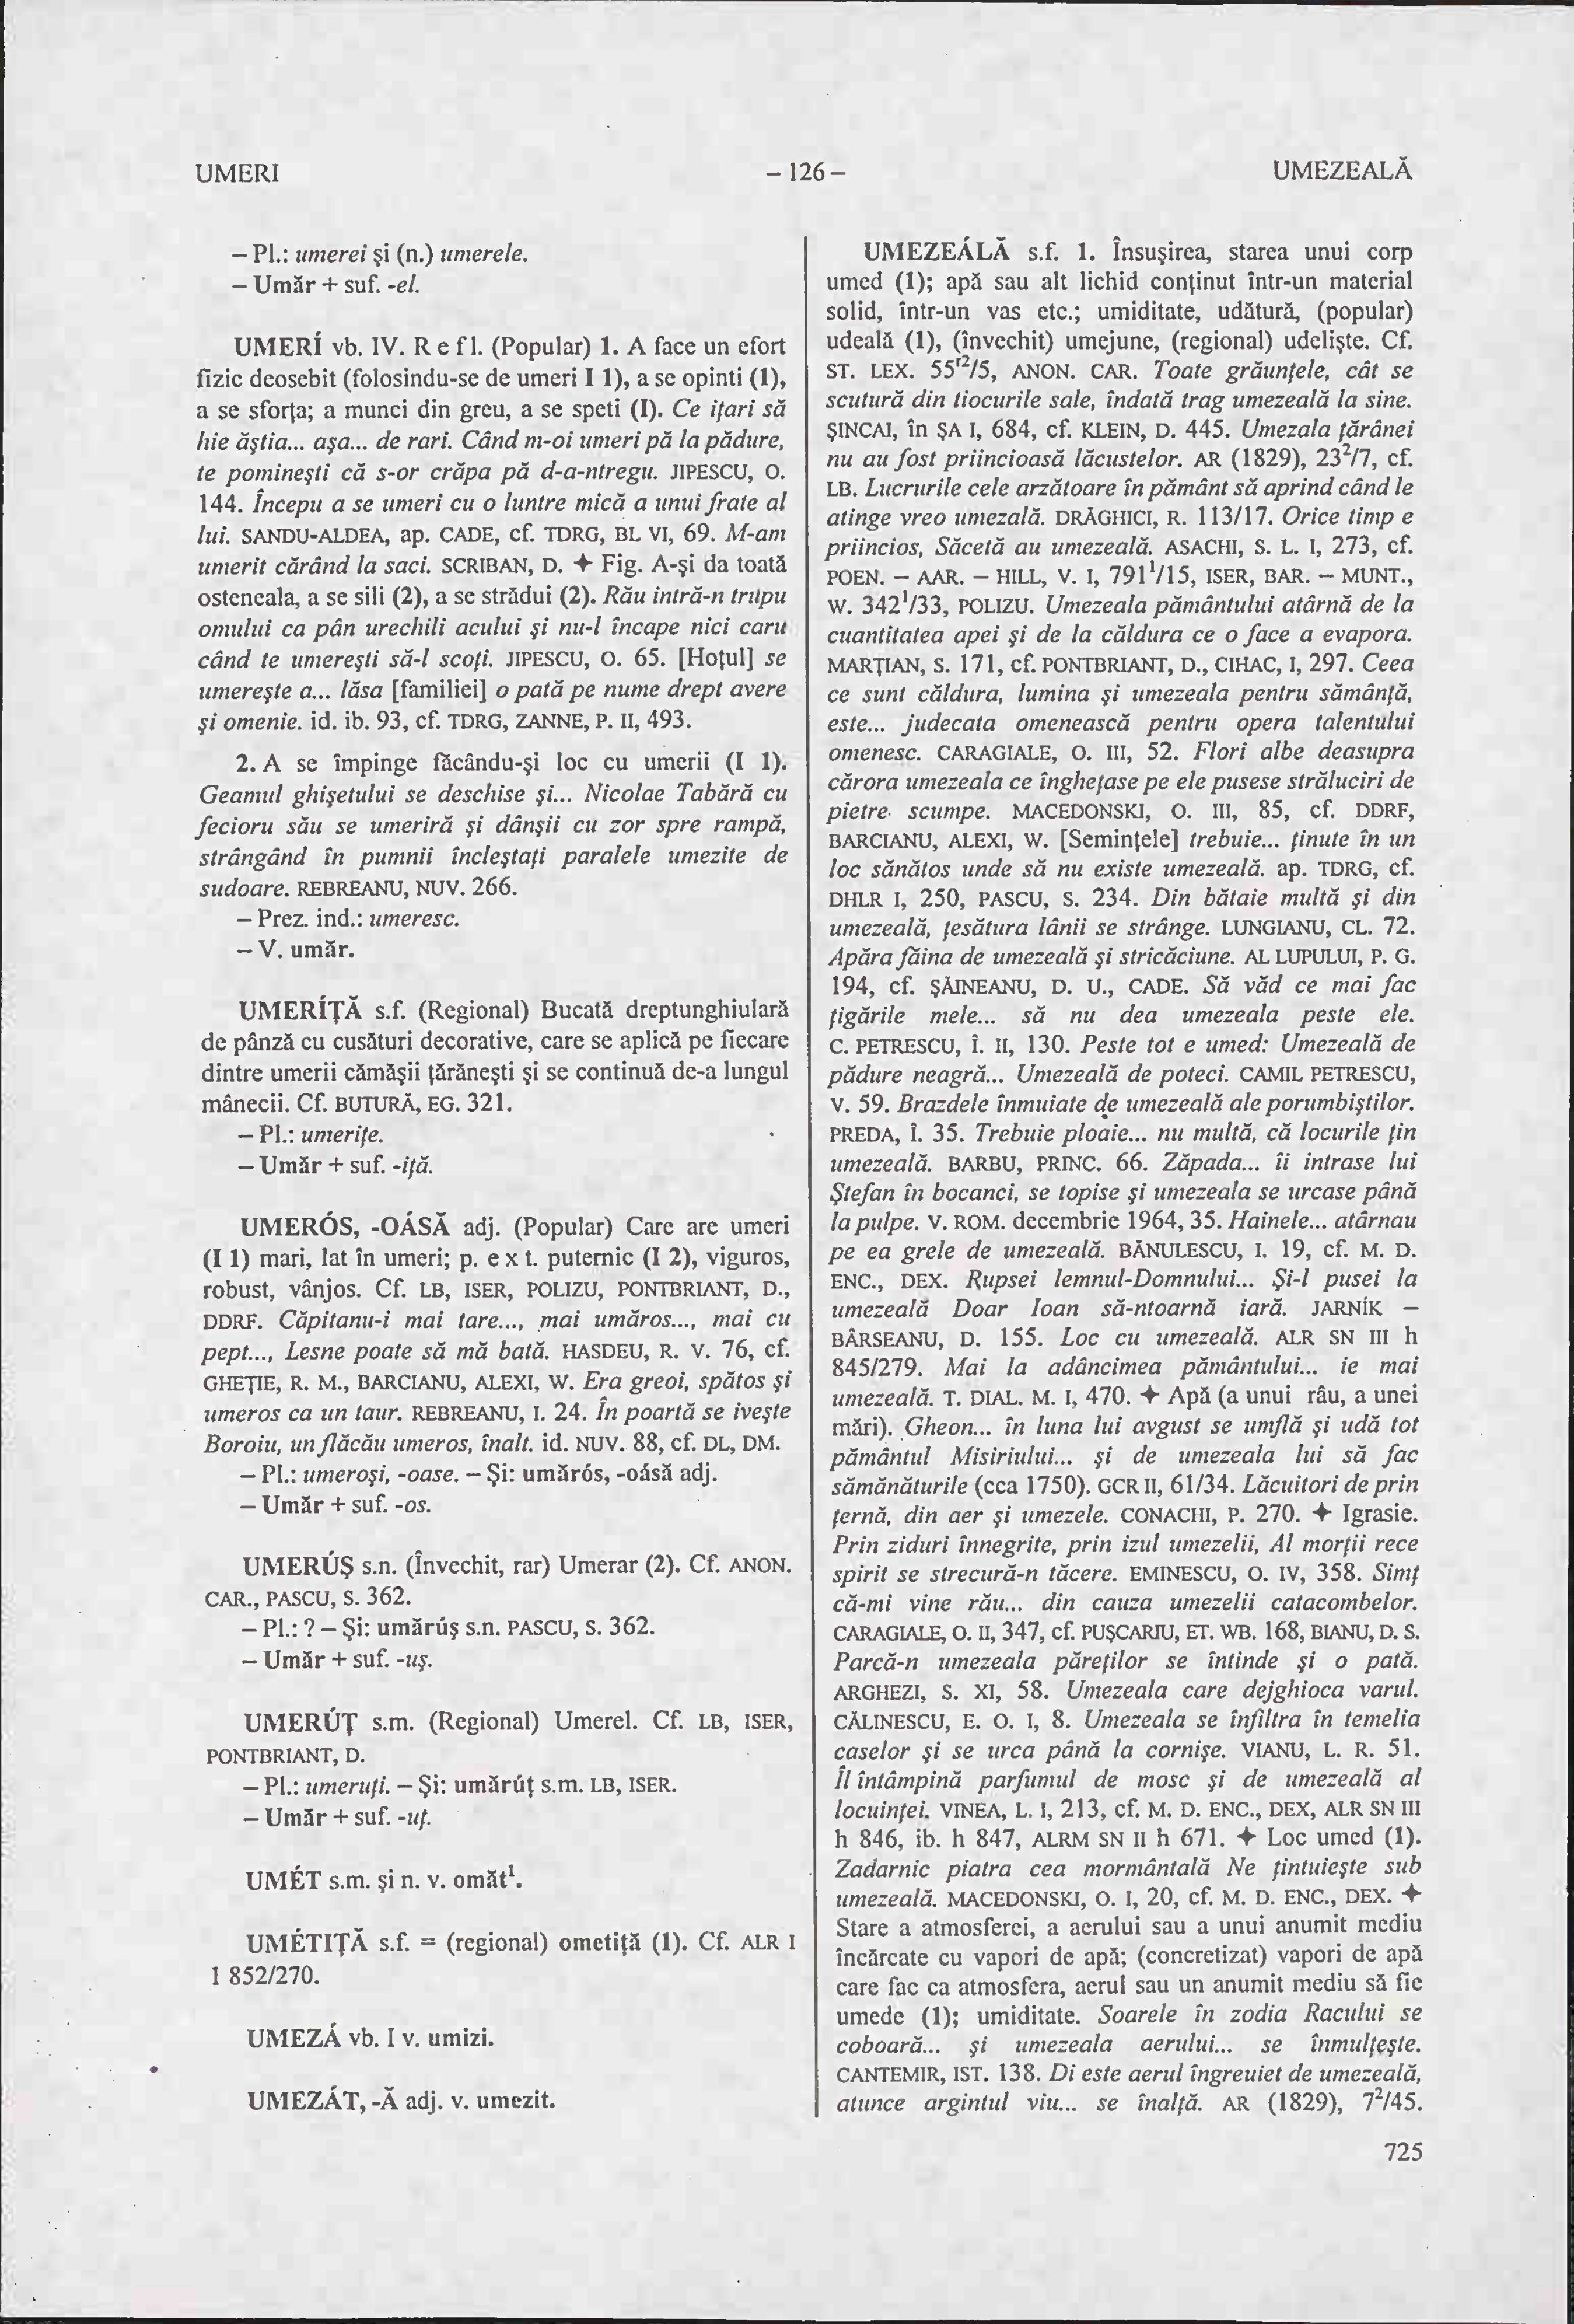 UMERI
– 126 –
UMEZEALĂ
– Pl.: umerei şi (n.) umerele.
– Umăr + suf. -el.
UMERÍ vb. IV. R e f l. (Popular) 1. A face un efort
fizic deosebit (folosindu-se de umeri I 1), a se opinti (1),
a se sforţa; a munci din greu, a se speti (I). Ce iţari să
hie ăştia... aşa... de rari. Când m-oi umeri pă la pădure,
te pomineşti că s-or crăpa pă d-a-ntregu. JIPESCU, O.
144. Începu a se umeri cu o luntre mică a unui frate al
lui. SANDU-ALDEA, ap. CADE, cf. TDRG, BL VI, 69. M-am
umerit cărând la saci. SCRIBAN, D. ✦ Fig. A-şi da toată
osteneala, a se sili (2), a se strădui (2). Rău intră-n trupu
omului ca pân urechili acului şi nu-l încape nici caru
când te umereşti să-l scoţi. JIPESCU, O. 65. [Hoţul] se
umereşte a... lăsa [familiei] o pată pe nume drept avere
şi omenie. id. ib. 93, cf. TDRG, ZANNE, P. II, 493.
2. A se împinge făcându-şi loc cu umerii (I 1).
Geamul ghişetului se deschise şi... Nicolae Tabără cu
fecioru său se umeriră şi dânşii cu zor spre rampă,
strângând în pumnii încleştaţi paralele umezite de
sudoare. REBREANU, NUV. 266.
– Prez. ind.: umeresc.
– V. umăr.
UMERÍŢĂ s.f. (Regional) Bucată dreptunghiulară
de pânză cu cusături decorative, care se aplică pe fiecare
dintre umerii cămăşii ţărăneşti şi se continuă de-a lungul
mânecii. Cf. BUTURĂ, EG. 321.
– Pl.: umeriţe.
– Umăr + suf. -iţă.
UMERÓS, -OÁSĂ adj. (Popular) Care are umeri
(I 1) mari, lat în umeri; p. e x t. puternic (I 2), viguros,
robust, vânjos. Cf. LB, ISER, POLIZU, PONTBRIANT, D.,
DDRF. Căpitanu-i mai tare..., mai umăros..., mai cu
pept..., Lesne poate să mă bată. HASDEU, R. V. 76, cf.
GHEŢIE, R. M., BARCIANU, ALEXI, W. Era greoi, spătos şi
umeros ca un taur. REBREANU, I. 24. În poartă se iveşte
Boroiu, un flăcău umeros, înalt. id. NUV. 88, cf. DL, DM.
– Pl.: umeroşi, -oase. – Şi: umărós, -oásă adj.
– Umăr + suf. -os.
UMERÚŞ s.n. (Învechit, rar) Umerar (2). Cf. ANON.
CAR., PASCU, S. 362.
– Pl.: ? – Şi: umărúş s.n. PASCU, S. 362.
– Umăr + suf. -uş.
UMERÚŢ s.m. (Regional) Umerel. Cf. LB, ISER,
PONTBRIANT, D.
– Pl.: umeruţi. – Şi: umărúţ s.m. LB, ISER.
– Umăr + suf. -uţ.
UMÉT s.m. şi n. v. omăt¹.
UMÉTIŢĂ s.f. = (regional) ometiţă (1). Cf. ALR I
1 852/270.
UMEZÁ vb. I v. umizi.
UMEZÁT, -Ă adj. v. umezit.
UMEZEÁLĂ s.f. 1. Însuşirea, starea unui corp
umed (1); apă sau alt lichid conţinut într-un material
solid, într-un vas etc.; umiditate, udătură, (popular)
udeală (1), (învechit) umejune, (regional) udelişte. Cf.
ST. LEX. 55ʳ²/5, ANON. CAR. Toate grăunţele, cât se
scutură din tiocurile sale, îndată trag umezeală la sine.
ŞINCAI, în ŞA I, 684, cf. KLEIN, D. 445. Umezala ţărânei
nu au fost priincioasă lăcustelor. AR (1829), 23²/7, cf.
LB. Lucrurile cele arzătoare în pământ să aprind când le
atinge vreo umezală. DRĂGHICI, R. 113/17. Orice timp e
priincios, Săcetă au umezeală. ASACHI, S. L. I, 273, cf.
POEN. – AAR. – HILL, V. I, 791¹/15, ISER, BAR. – MUNT.,
W. 342¹/33, POLIZU. Umezeala pământului atârnă de la
cuantitatea apei şi de la căldura ce o face a evapora.
MARŢIAN, S. 171, cf. PONTBRIANT, D., CIHAC, I, 297. Ceea
ce sunt căldura, lumina şi umezeala pentru sămânţă,
este... judecata omenească pentru opera talentului
omenesc. CARAGIALE, O. III, 52. Flori albe deasupra
cărora umezeala ce îngheţase pe ele pusese străluciri de
pietre scumpe. MACEDONSKI, O. III, 85, cf. DDRF,
BARCIANU, ALEXI, W. [Seminţele] trebuie... ţinute în un
loc sănătos unde să nu existe umezeală. ap. TDRG, cf.
DHLR I, 250, PASCU, S. 234. Din bătaie multă şi din
umezeală, ţesătura lânii se strânge. LUNGIANU, CL. 72.
Apăra făina de umezeală şi stricăciune. AL LUPULUI, P. G.
194, cf. ŞĂINEANU, D. U., CADE. Să văd ce mai fac
ţigările mele... să nu dea umezeala peste ele.
C. PETRESCU, Î. II, 130. Peste tot e umed: Umezeală de
pădure neagră... Umezeală de poteci. CAMIL PETRESCU,
V. 59. Brazdele înmuiate de umezeală ale porumbiştilor.
PREDA, Î. 35. Trebuie ploaie... nu multă, că locurile ţin
umezeală. BARBU, PRINC. 66. Zăpada... îi intrase lui
Ştefan în bocanci, se topise şi umezeala se urcase până
la pulpe. V. ROM. decembrie 1964, 35. Hainele... atârnau
pe ea grele de umezeală. BĂNULESCU, I. 19, cf. M. D.
ENC., DEX. Rupsei lemnul-Domnului... Şi-l pusei la
umezeală Doar Ioan să-ntoarnă iară. JARNÍK –
BÂRSEANU, D. 155. Loc cu umezeală. ALR SN III h
845/279. Mai la adâncimea pământului... ie mai
umezeală. T. DIAL. M. I, 470. ✦ Apă (a unui râu, a unei
mări). Gheon... în luna lui avgust se umflă şi udă tot
pământul Misiriului... şi de umezeala lui să fac
sămănăturile (cca 1750). GCR II, 61/34. Lăcuitori de prin
ţernă, din aer şi umezele. CONACHI, P. 270. ✦ Igrasie.
Prin ziduri înnegrite, prin izul umezelii, Al morţii rece
spirit se strecură-n tăcere. EMINESCU, O. IV, 358. Simţ
că-mi vine rău... din cauza umezelii catacombelor.
CARAGIALE, O. II, 347, cf. PUŞCARIU, ET. WB. 168, BIANU, D. S.
Parcă-n umezeala păreţilor se întinde şi o pată.
ARGHEZI, S. XI, 58. Umezeala care dejghioca varul.
CĂLINESCU, E. O. I, 8. Umezeala se înfiltra în temelia
caselor şi se urca până la cornişe. VIANU, L. R. 51.
Îl întâmpină parfumul de mosc şi de umezeală al
locuinţei. VINEA, L. I, 213, cf. M. D. ENC., DEX, ALR SN III
h 846, ib. h 847, ALRM SN II h 671. ✦ Loc umed (1).
Zadarnic piatra cea mormântală Ne ţintuieşte sub
umezeală. MACEDONSKI, O. I, 20, cf. M. D. ENC., DEX. ✦
Stare a atmosferei, a aerului sau a unui anumit mediu
încărcate cu vapori de apă; (concretizat) vapori de apă
care fac ca atmosfera, aerul sau un anumit mediu să fie
umede (1); umiditate. Soarele în zodia Racului se
coboară... şi umezeala aerului... se înmulţeşte.
CANTEMIR, IST. 138. Di este aerul îngreuiet de umezeală,
atunce argintul viu... se înalţă. AR (1829), 7²/45.
725